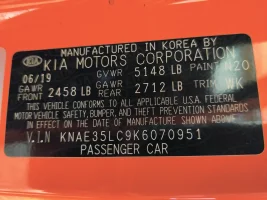 MANUFACTURED IN KOREA BY
KIA KIA MOTORS CORPORATION
06/19 GVWR 5148 LB PAINT N20
GAWR FRONT 2458 LB GAWR REAR 2712 LB TRIM WK
THIS VEHICLE CONFORMS TO ALL APPLICABLE FEDERAL
MOTOR VEHICLE SAFETY, BUMPER, AND THEFT PREVENTION STANDARDS
IN EFFECT ON THE DATE OF MANUFACTURE SHOWN ABOVE.
V.I.N KNAE35LC9K6070951
PASSENGER CAR